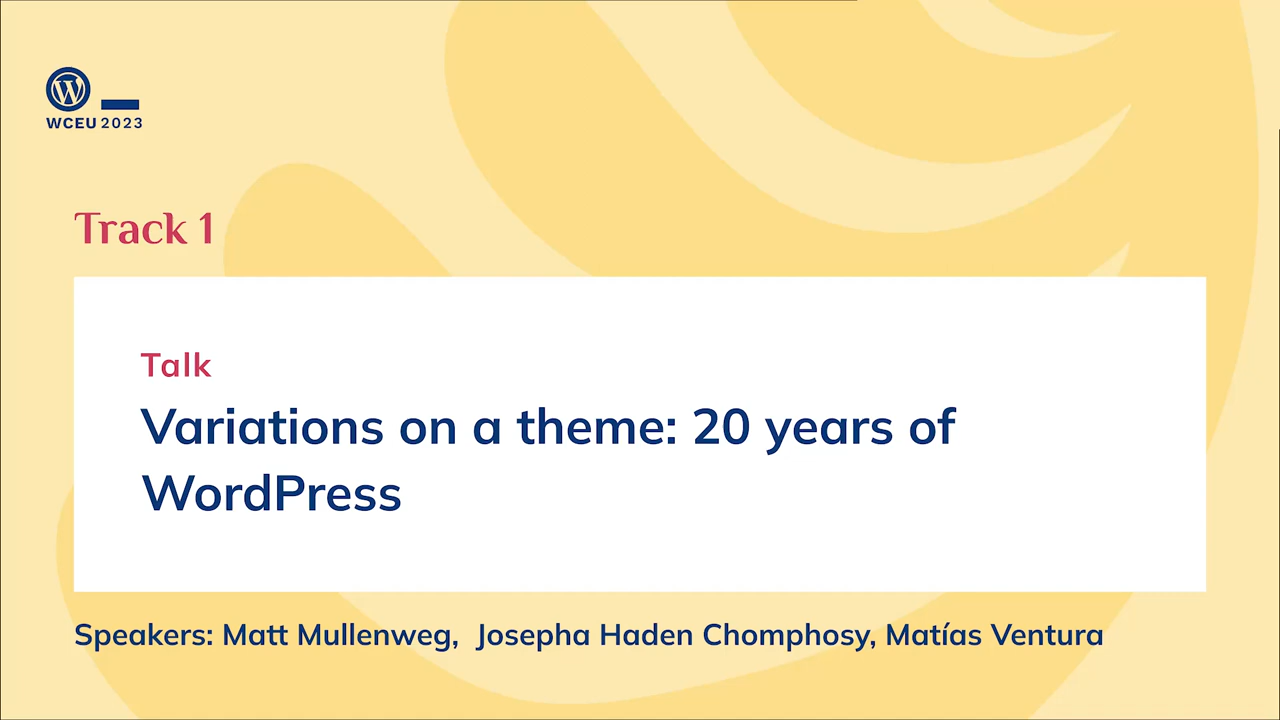 WCEU 2023
Track 1
Talk
Variations on a theme: 20 years of
WordPress
Speakers: Matt Mullenweg, Josepha Haden Chomphosy, Matías Ventura